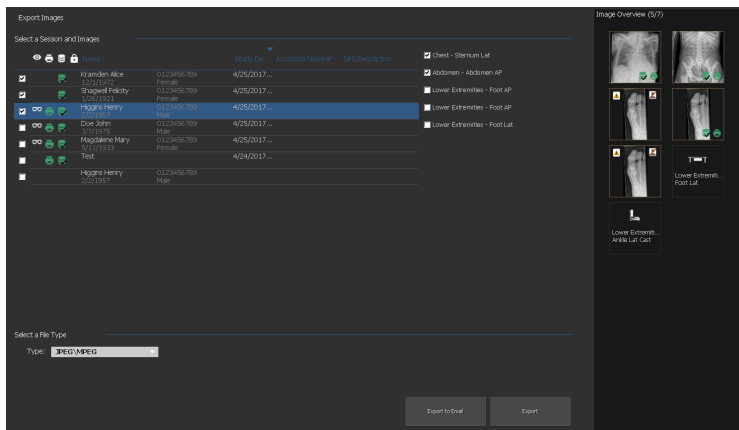 Export Images
Image Overview (5/7)
Select a Session and Images
Name
Study Da... Accession Number SPS Description
Kramden Alice 0123456789 4/25/2017...
12/1/1972 Female
Shagwell Felicity 0123456789 4/25/2017...
1/26/1921 Female
Higgins Henry 0123456789 4/25/2017...
2/2/1957 Male
Doe John 0123456789 4/25/2017...
3/7/1975 Male
Magdalene Mary 0123456789 4/25/2017...
5/11/1933 Female
Test 4/24/2017...
Higgins Henry 0123456789
2/2/1957 Male
Chest - Sternum Lat
Abdomen - Abdomen AP
Lower Extremities - Foot AP
Lower Extremities - Foot AP
Lower Extremities - Foot Lat
Lower Extremiti...
Foot Lat
Lower Extremiti...
Ankle Lat Cast
Select a File Type
Type: JPEG\MPEG
Export to Email
Export